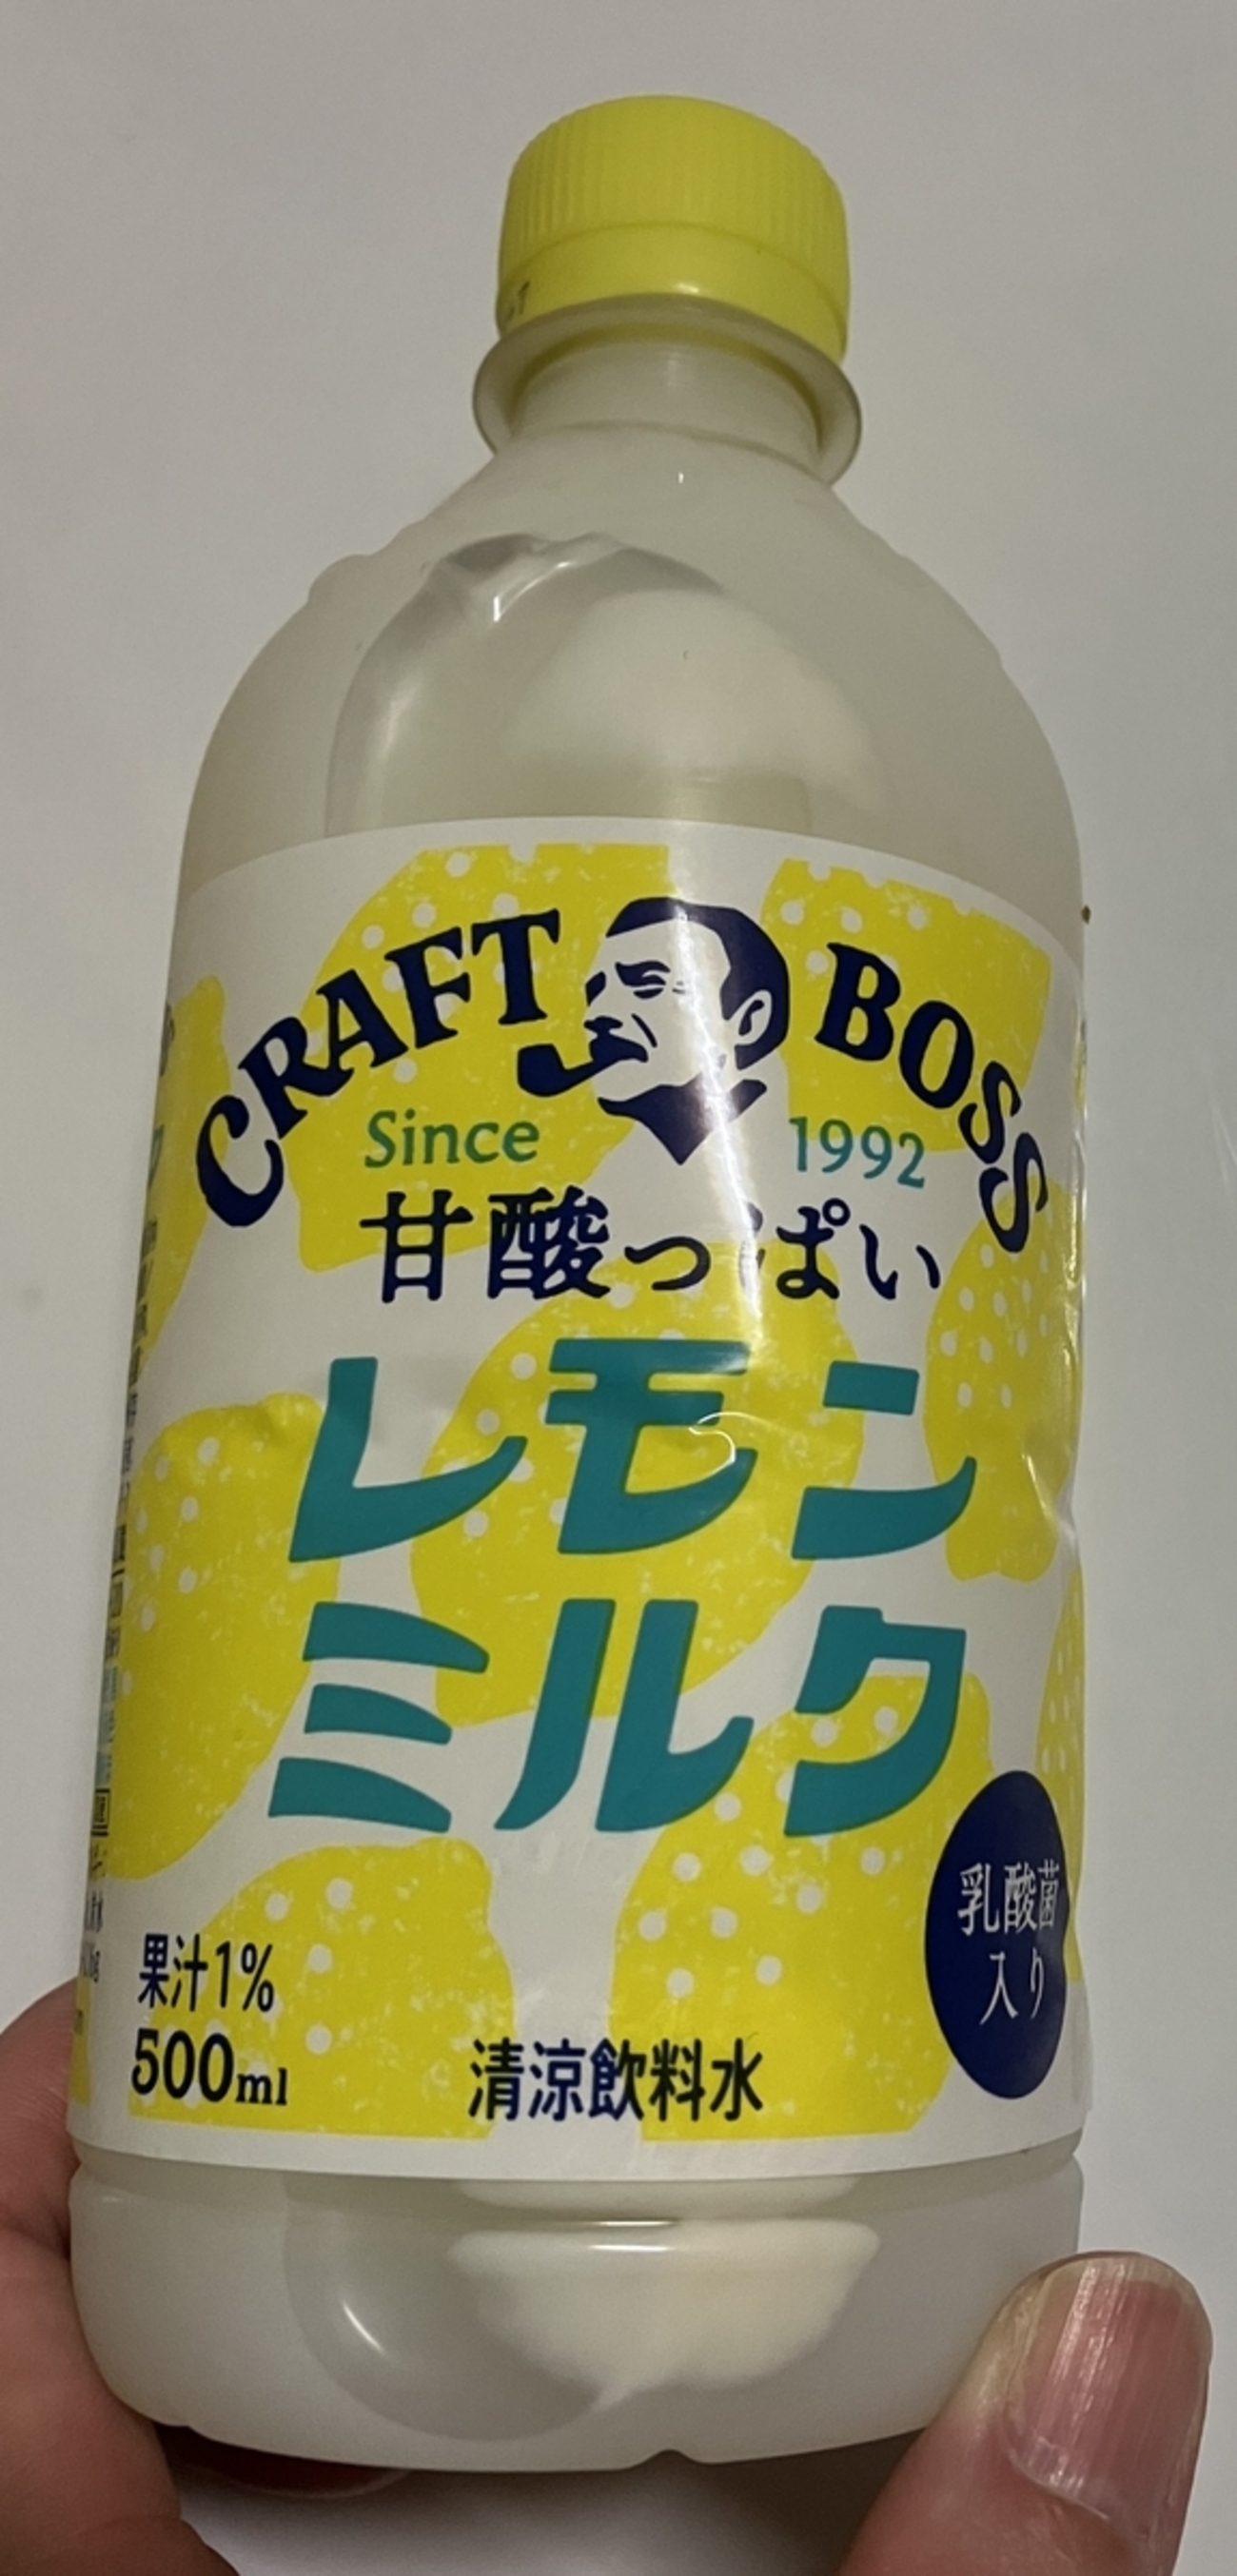 CRAFT BOSS
Since 1992
甘酸っぱい
レモン
ミルク
乳酸菌
入り
果汁1%
500ml
清涼飲料水